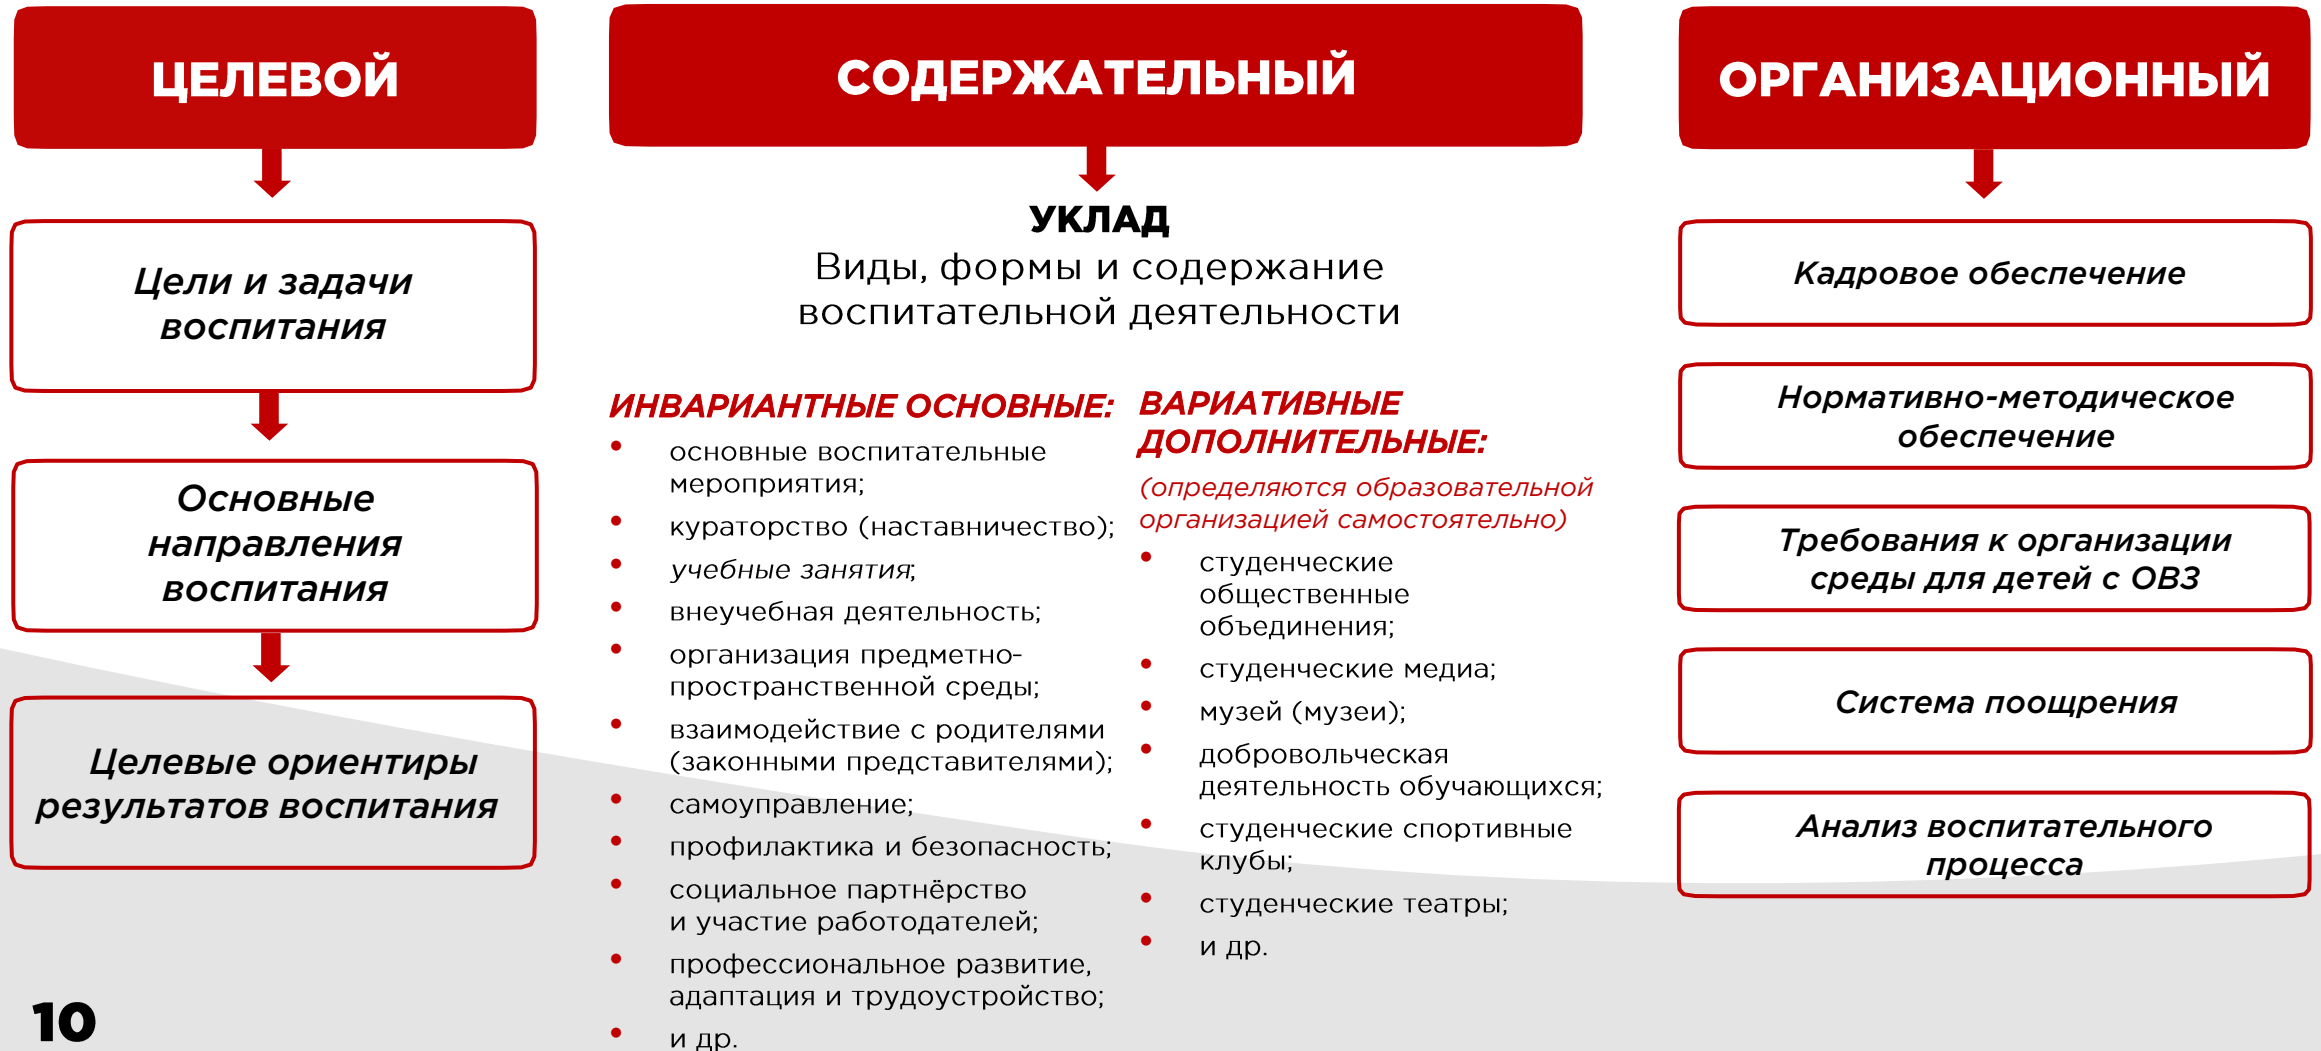 ЦЕЛЕВОЙ
Цели и задачи
воспитания
Основные
направления
воспитания
Целевые ориентиры
результатов воспитания
СОДЕРЖАТЕЛЬНЫЙ
УКЛАД
Виды, формы и содержание
воспитательной деятельности
ИНВАРИАНТНЫЕ ОСНОВНЫЕ:
• основные воспитательные
мероприятия;
• кураторство (наставничество);
• учебные занятия;
• внеучебная деятельность;
• организация предметно-
пространственной среды;
• взаимодействие с родителями
(законными представителями);
• самоуправление;
• профилактика и безопасность;
• социальное партнёрство
и участие работодателей;
• профессиональное развитие,
адаптация и трудоустройство;
• и др.
ВАРИАТИВНЫЕ
ДОПОЛНИТЕЛЬНЫЕ:
(определяются образовательной
организацией самостоятельно)
• студенческие
общественные
объединения;
• студенческие медиа;
• музей (музеи);
• добровольческая
деятельность обучающихся;
• студенческие спортивные
клубы;
• студенческие театры;
• и др.
ОРГАНИЗАЦИОННЫЙ
Кадровое обеспечение
Нормативно-методическое
обеспечение
Требования к организации
среды для детей с ОВЗ
Система поощрения
Анализ воспитательного
процесса
10